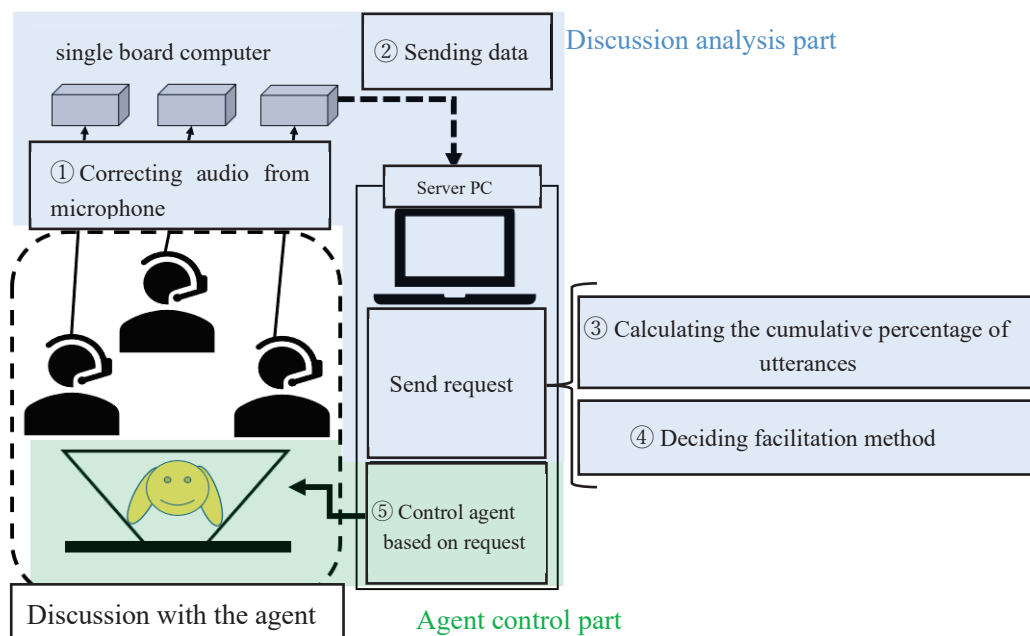 single board computer
② Sending data
Discussion analysis part
① Correcting audio from
microphone
Server PC
③ Calculating the cumulative percentage of
utterances
Send request
④ Deciding facilitation method
⑤ Control agent
based on request
Discussion with the agent
Agent control part